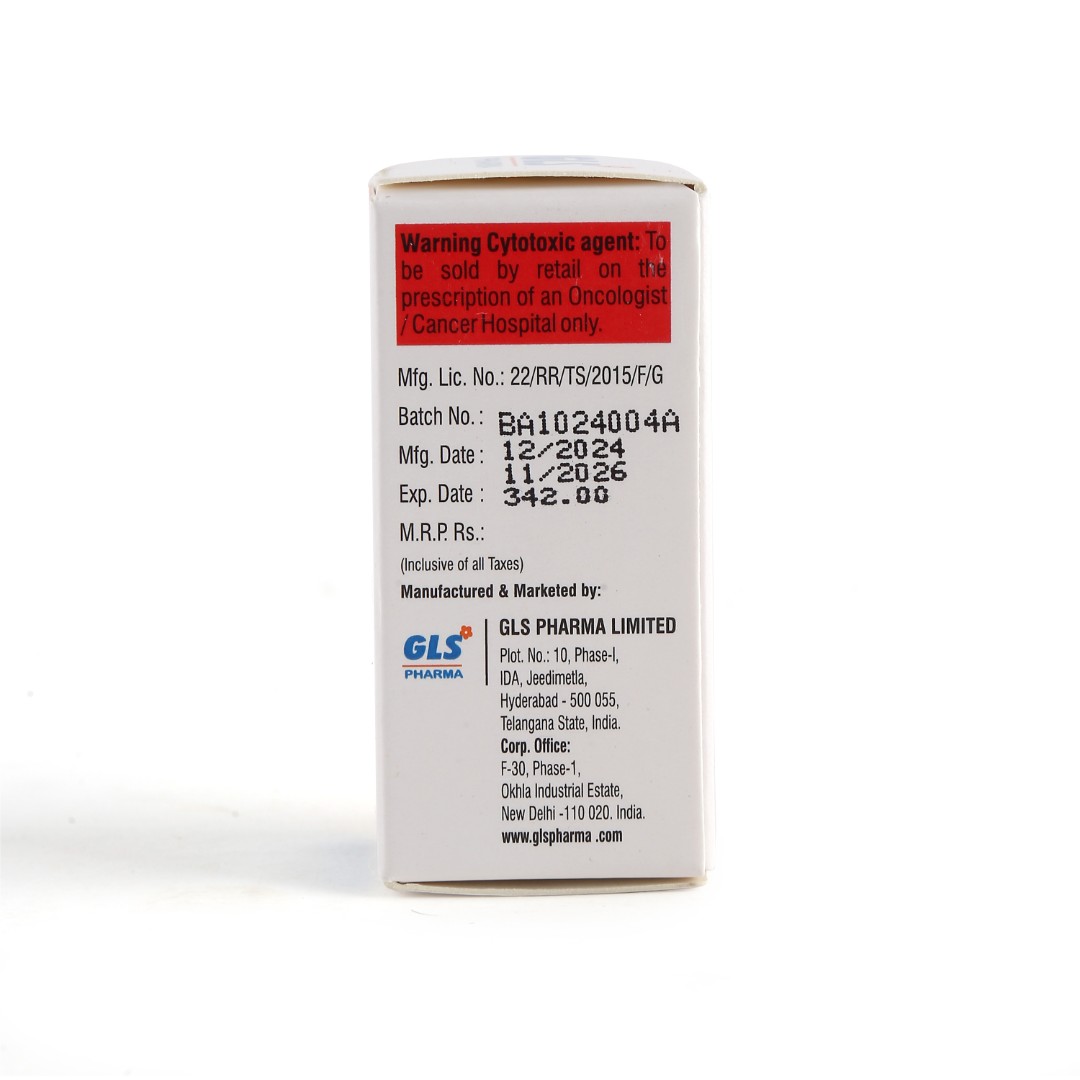 Warning Cytotoxic agent: To
be sold by retail on the
prescription of an Oncologist
/ Cancer Hospital only.
Mfg. Lic. No.: 22/RR/TS/2015/F/G
Batch No.: BA1024004A
Mfg. Date: 12/2024
Exp. Date: 11/2026
M.R.P. Rs.: 342.00
(Inclusive of all Taxes)
Manufactured & Marketed by:
GLS
PHARMA
GLS PHARMA LIMITED
Plot. No.: 10, Phase-I,
IDA, Jeedimetla,
Hyderabad - 500 055,
Telangana State, India.
Corp. Office:
F-30, Phase-1,
Okhla Industrial Estate,
New Delhi -110 020. India.
www.glspharma .com